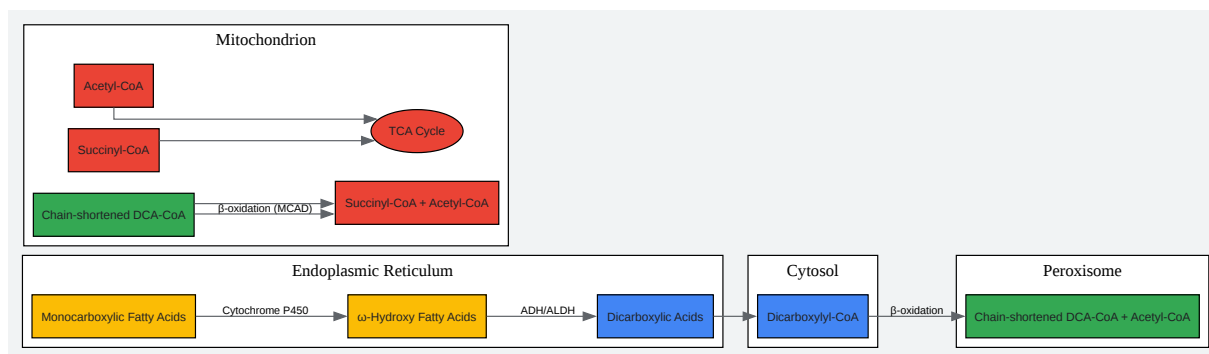 Mitochondrion
Acetyl-CoA
TCA Cycle
Succinyl-CoA
Chain-shortened DCA-CoA
β-oxidation (MCAD)
Succinyl-CoA + Acetyl-CoA
Endoplasmic Reticulum
Monocarboxylic Fatty Acids
Cytochrome P450
ω-Hydroxy Fatty Acids
ADH/ALDH
Dicarboxylic Acids
Cytosol
Dicarboxylyl-CoA
β-oxidation
Peroxisome
Chain-shortened DCA-CoA + Acetyl-CoA